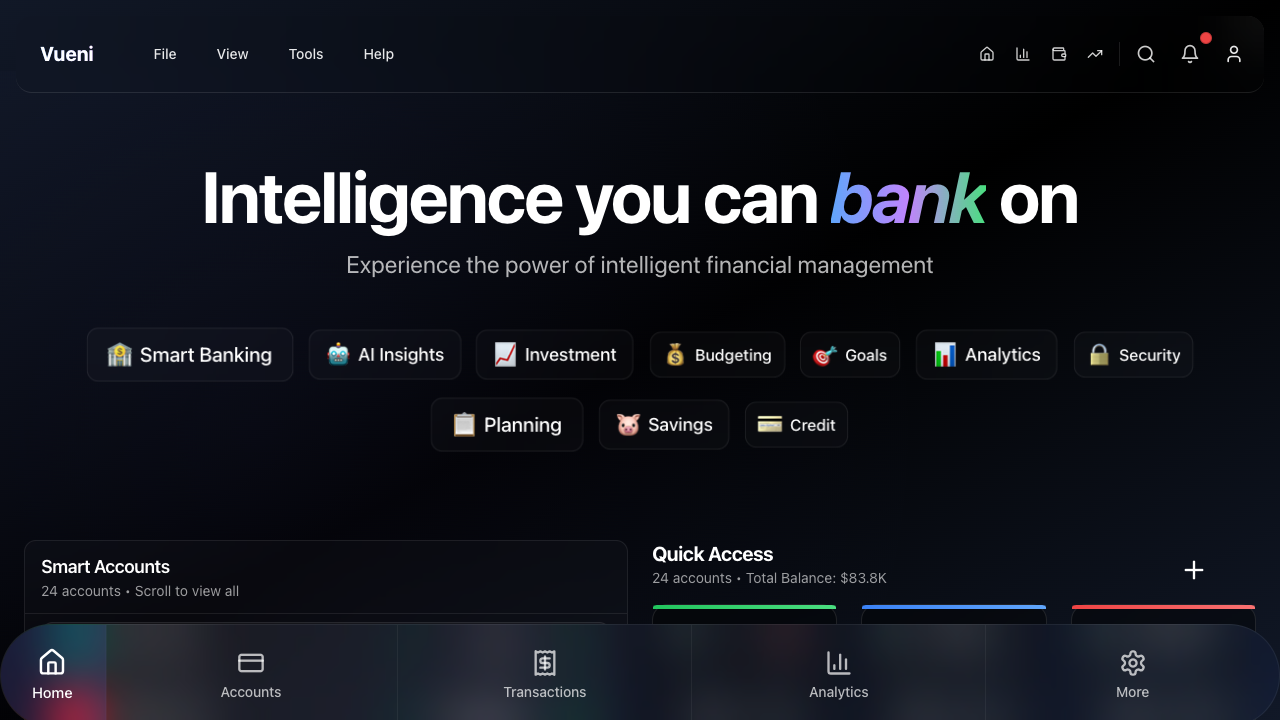 Vueni File View Tools Help
Intelligence you can bank on
Experience the power of intelligent financial management
Smart Banking AI Insights Investment Budgeting Goals Analytics Security
Planning Savings Credit
Smart Accounts
24 accounts • Scroll to view all
Quick Access
24 accounts • Total Balance: $83.8K
Home Accounts Transactions Analytics More